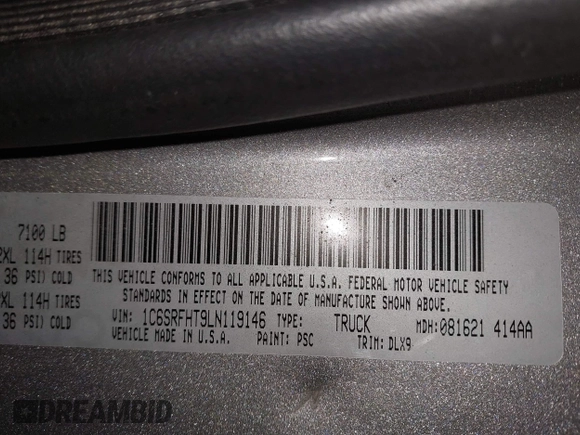 7100 LB
2XL 114H TIRES
36 PSI) COLD
XL 114H TIRES
36 PSI) COLD
THIS VEHICLE CONFORMS TO ALL APPLICABLE U.S.A. FEDERAL MOTOR VEHICLE SAFETY
STANDARDS IN EFFECT ON THE DATE OF MANUFACTURE SHOWN ABOVE.
VIN: 1C6SRFHT9LN119146 TYPE: TRUCK MDH:081621 414AA
VEHICLE MADE IN U.S.A. PAINT: PSC TRIM: DLX9
DREAMBID